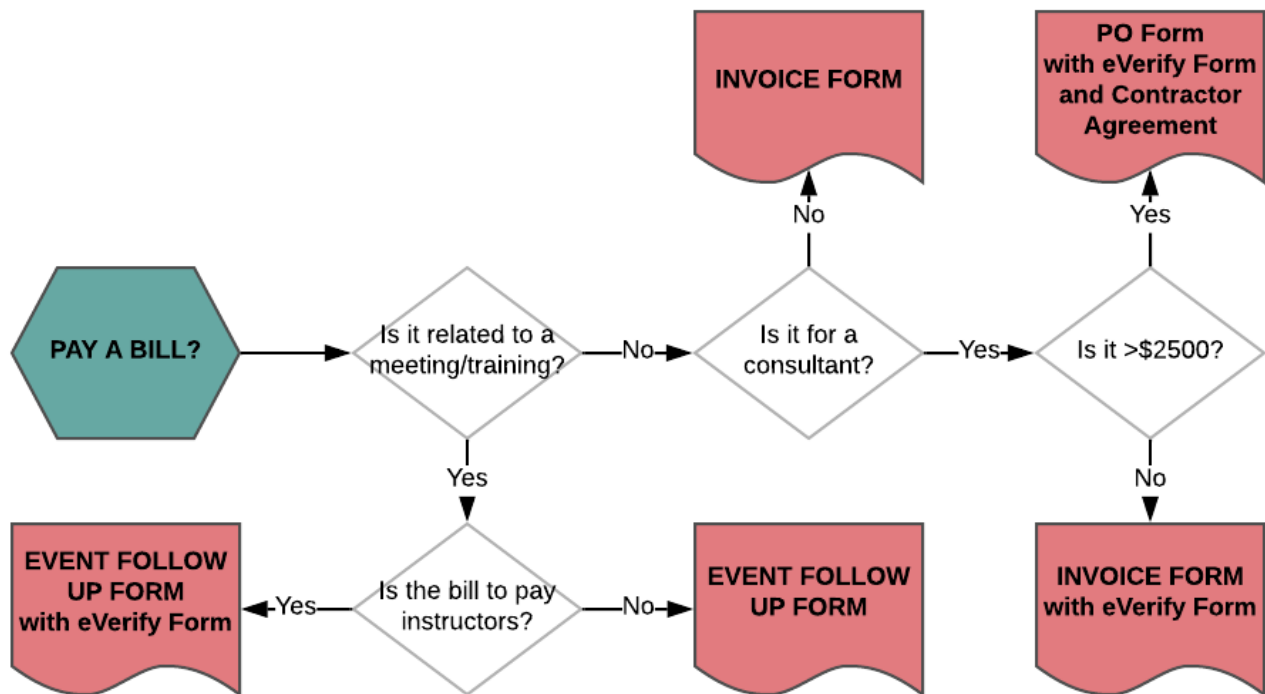 INVOICE FORM
PO Form
with eVerify Form
and Contractor
Agreement
No
Yes
PAY A BILL?
Is it related to a
meeting/training?
No
Is it for a
consultant?
Yes
Is it >$2500?
Yes
No
EVENT FOLLOW
UP FORM
with eVerify Form
Yes
Is the bill to pay
instructors?
No
EVENT FOLLOW
UP FORM
INVOICE FORM
with eVerify Form